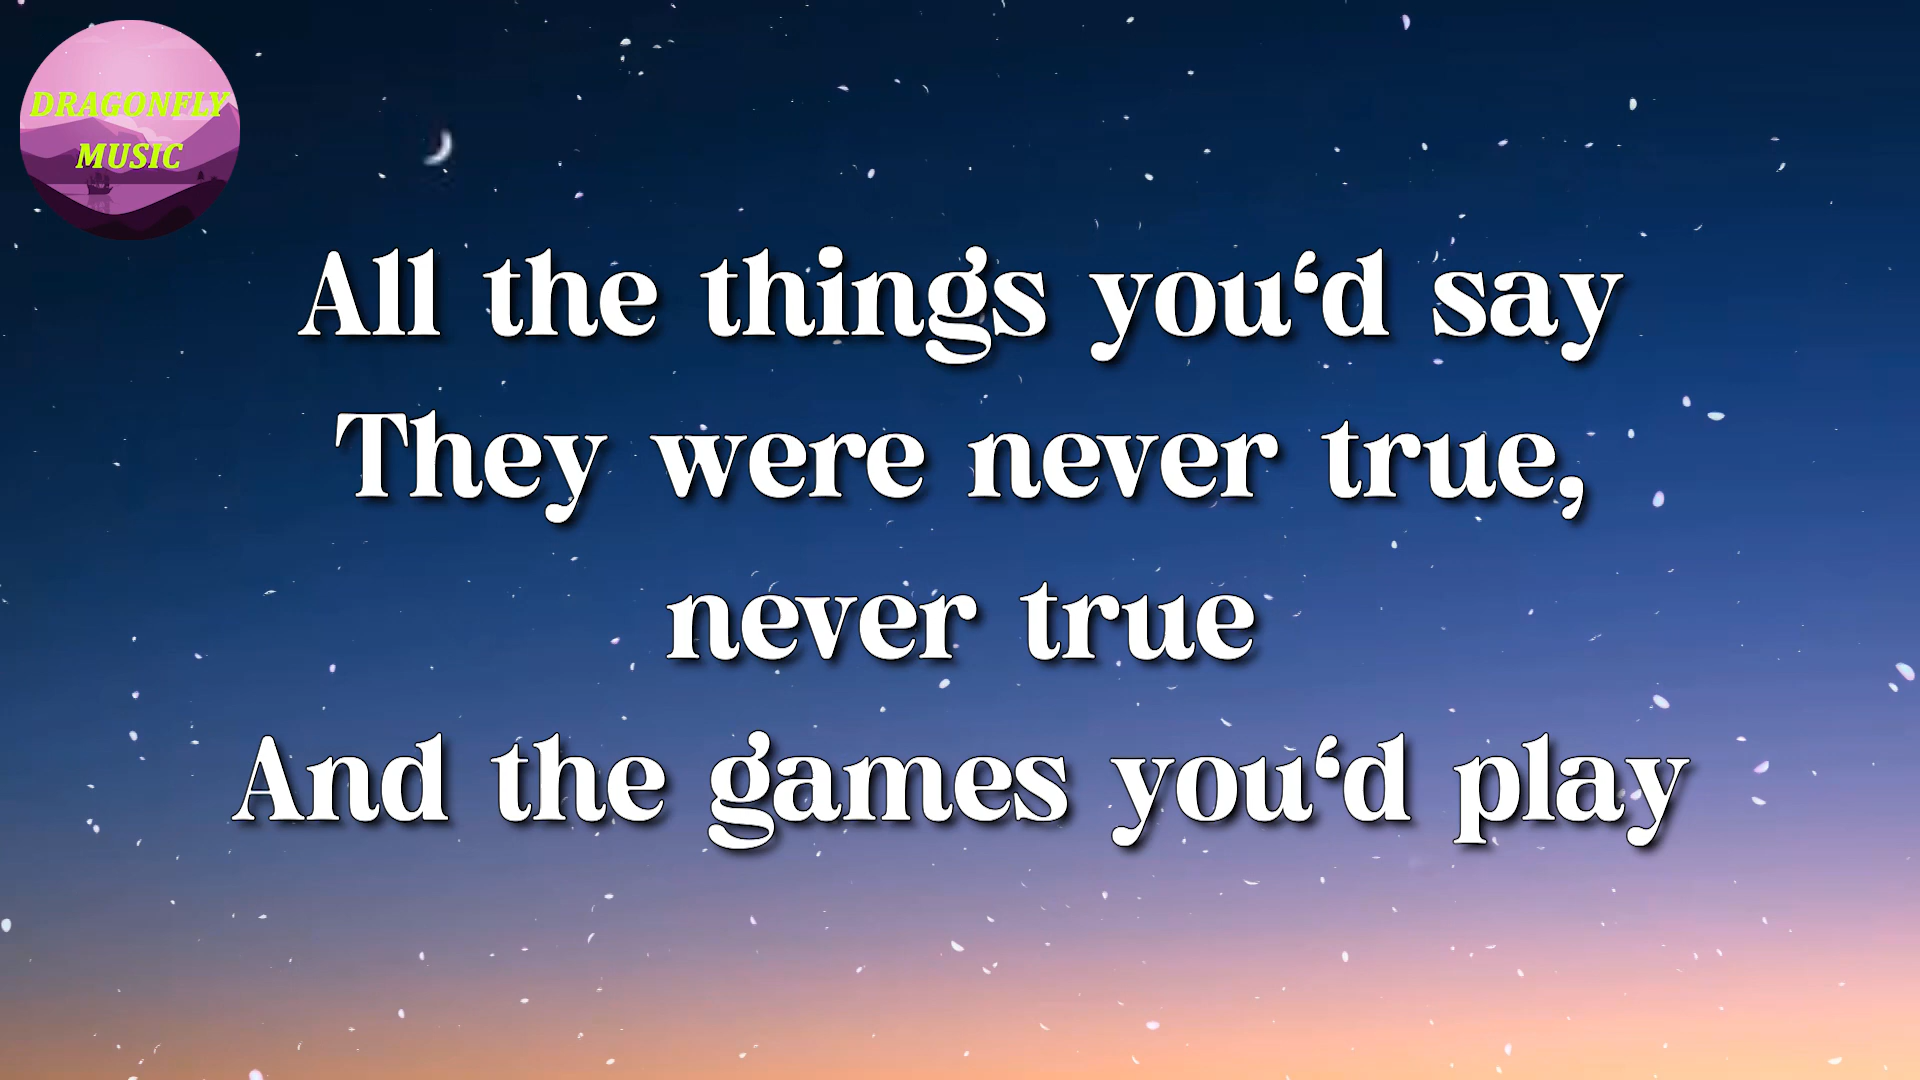 DRAGONFLY
MUSIC
All the things you‘d say
They were never true,
never true
And the games you‘d play